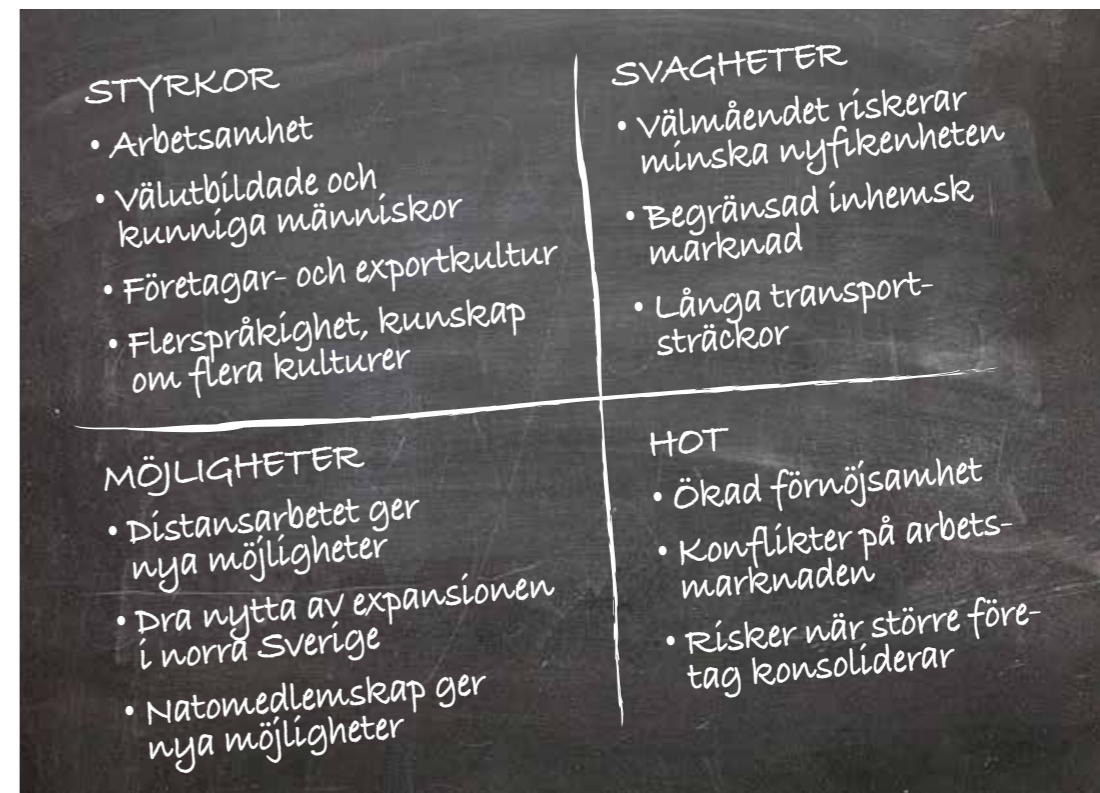 STYRKOR
• Arbetsamhet
• Välutbildade och
kunniga människor
• Företagar- och exportkultur
• Flerspråkighet, kunskap
om flera kulturer
SVAGHETER
• Välmåendet riskerar
minska nyfikenheten
• Begränsad inhemsk
marknad
• Långa transport-
sträckor
MÖJLIGHETER
• Distansarbetet ger
nya möjligheter
• Dra nytta av expansionen
i norra Sverige
• Natomedlemskap ger
nya möjligheter
HOT
• Ökad förnöjsamhet
• Konflikter på arbets-
marknaden
• Risker när större före-
tag konsoliderar